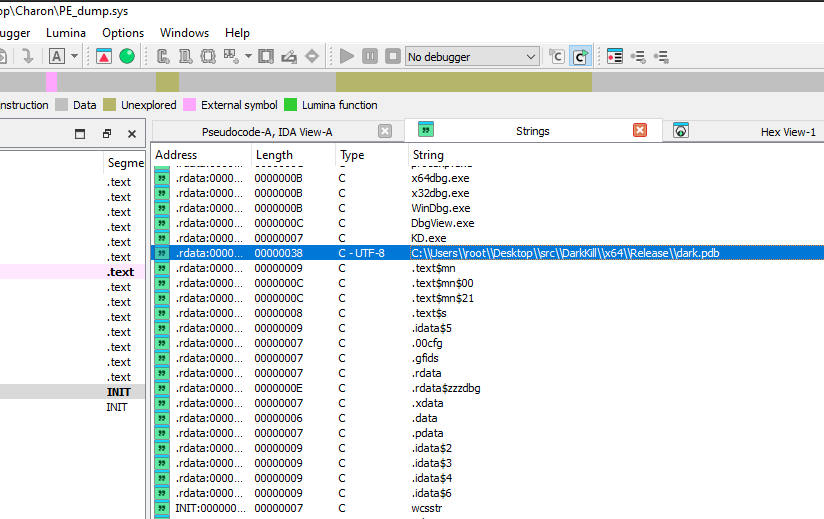 op\Charon\PE_dump.sys
ugger Lumina Options Windows Help
A No debugger
nstruction Data Unexplored External symbol Lumina function
Pseudocode-A, IDA View-A Strings Hex View-1
Segme Address Length Type String
.text
.text .rdata:0000... 0000000B C x64dbg.exe
.text .rdata:0000... 0000000B C x32dbg.exe
.text .rdata:0000... 0000000B C WinDbg.exe
.text .rdata:0000... 0000000C C DbgView.exe
.text .rdata:0000... 00000007 C KD.exe
.text .rdata:0000... 00000038 C - UTF-8 C:\\Users\\root\\Desktop\\src\\DarkKill\\x64\\Release\\dark.pdb
.text .rdata:0000... 00000009 C .text$mn
.text .rdata:0000... 0000000C C .text$mn$00
.text .rdata:0000... 0000000C C .text$mn$21
.text .rdata:0000... 00000008 C .text$s
.text .rdata:0000... 00000009 C .idata$5
.text .rdata:0000... 00000007 C .00cfg
.text .rdata:0000... 00000007 C .gfids
INIT .rdata:0000... 00000007 C .rdata
INIT .rdata:0000... 0000000E C .rdata$zzzdbg
.rdata:0000... 00000007 C .xdata
.rdata:0000... 00000006 C .data
.rdata:0000... 00000007 C .pdata
.rdata:0000... 00000009 C .idata$2
.rdata:0000... 00000009 C .idata$3
.rdata:0000... 00000009 C .idata$4
.rdata:0000... 00000009 C .idata$6
INIT:000000... 00000007 C wcsstr